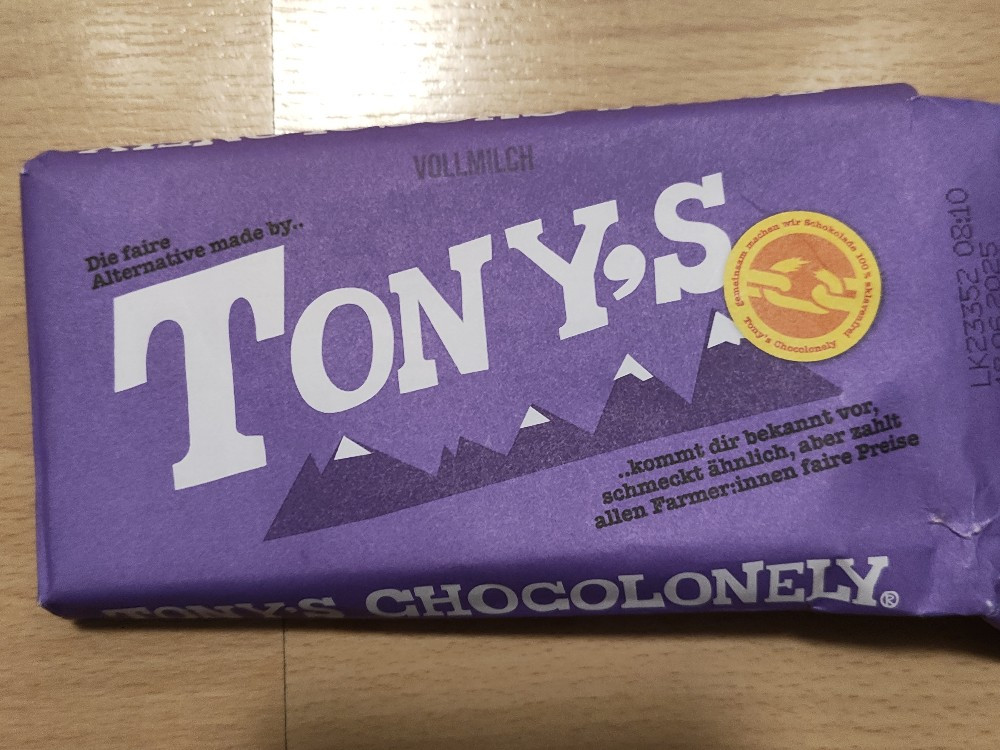 VOLLMILCH
Die faire
Alternative made by..
TONY'S
gemeinsam machen wir Schokolade 100% sklavenfrei
Tony's Chocolonely
..kommt dir bekannt vor,
schmeckt ähnlich, aber zahlt
allen Farmer:innen faire Preise
TONY'S CHOCOLONELY®
LK23352 08:10
2025